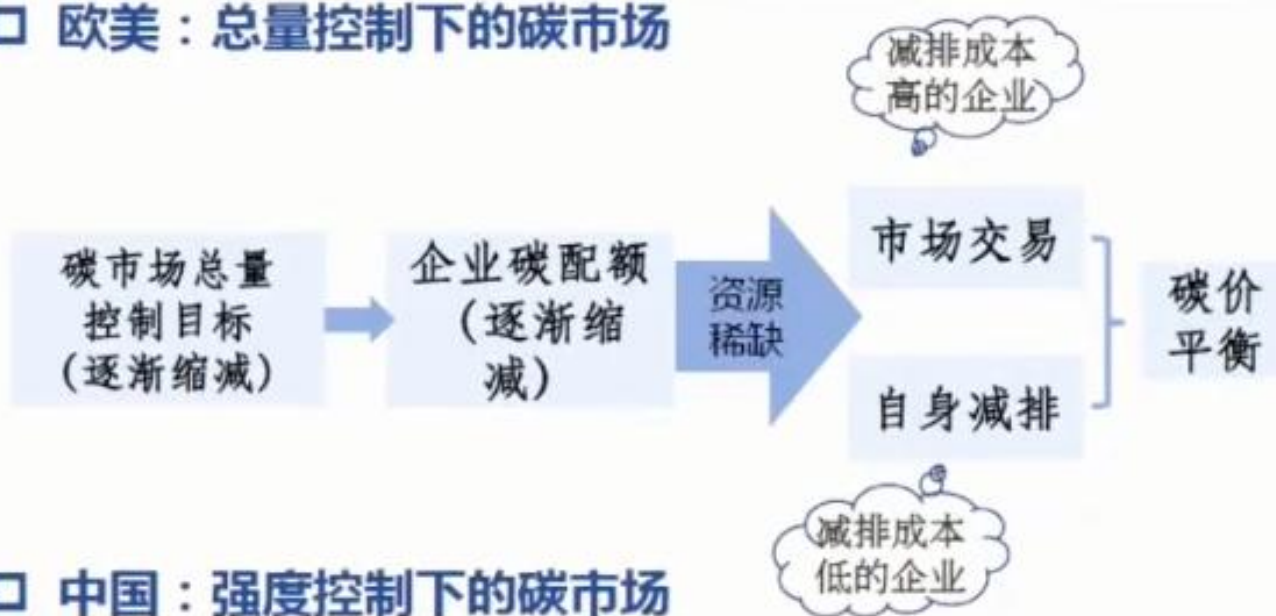 欧美：总量控制下的碳市场
减排成本
高的企业
碳市场总量
控制目标
（逐渐缩减）
企业碳配额
（逐渐缩
减）
资源
稀缺
市场交易
自身减排
碳价
平衡
减排成本
低的企业
中国：强度控制下的碳市场